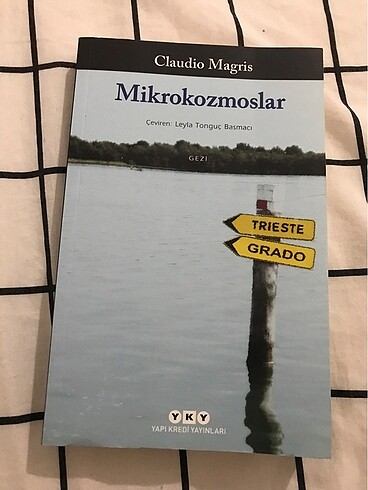 Claudio Magris
Mikrokozmoslar
Çeviren: Leyla Tonguç Basmacı
GEZİ
TRIESTE
GRADO
YKY
YAPI KREDİ YAYINLARI